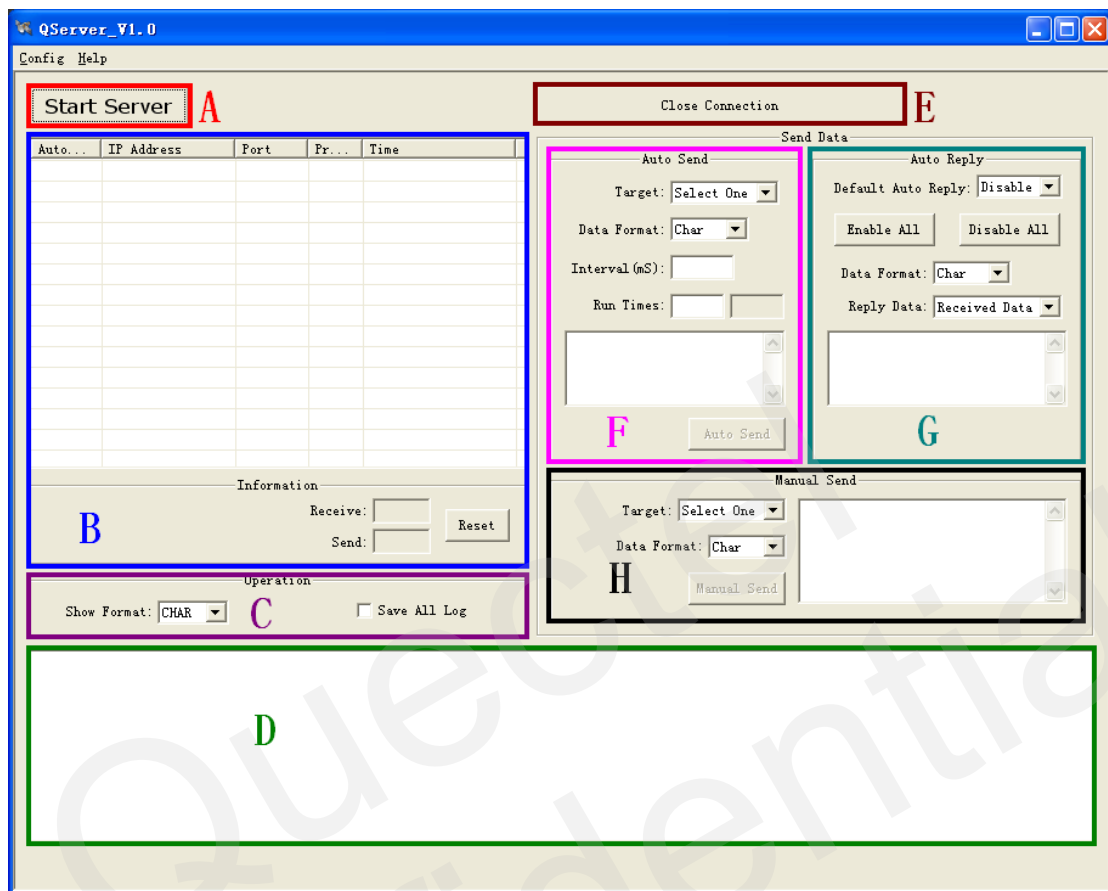 QServer_V1.0
Config Help
Start Server
A
Close Connection
E
Send Data
Auto... IP Address Port Pr... Time
Auto Send
Target: Select One
Data Format: Char
Interval(mS):
Run Times:
F
Auto Send
Auto Reply
Default Auto Reply: Disable
Enable All Disable All
Data Format: Char
Reply Data: Received Data
G
Information
Receive:
Send:
Reset
B
Manual Send
Target: Select One
Data Format: Char
H
Manual Send
Operation
Show Format: CHAR
C
Save All Log
D
Quectel